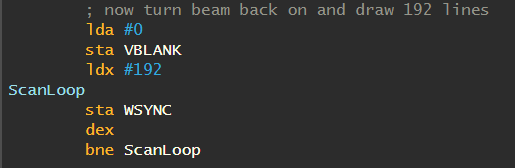 ; now turn beam back on and draw 192 lines
lda #0
sta VBLANK
ldx #192
ScanLoop
sta WSYNC
dex
bne ScanLoop